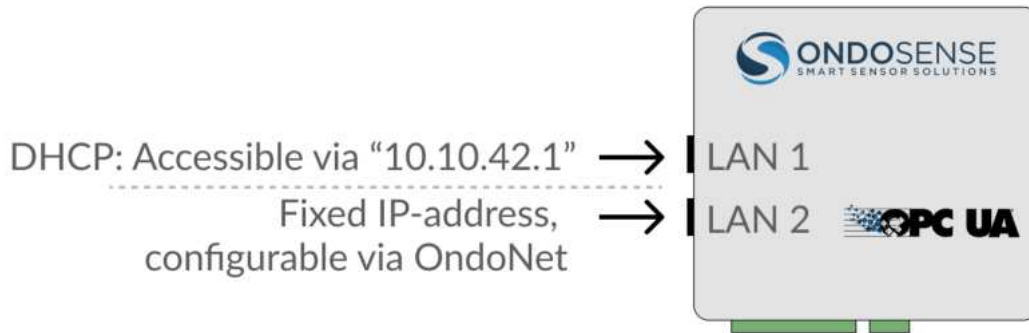 ONDOSENSE
SMART SENSOR SOLUTIONS
DHCP: Accessible via “10.10.42.1”
LAN 1
Fixed IP-address,
configurable via OndoNet
LAN 2
OPC UA